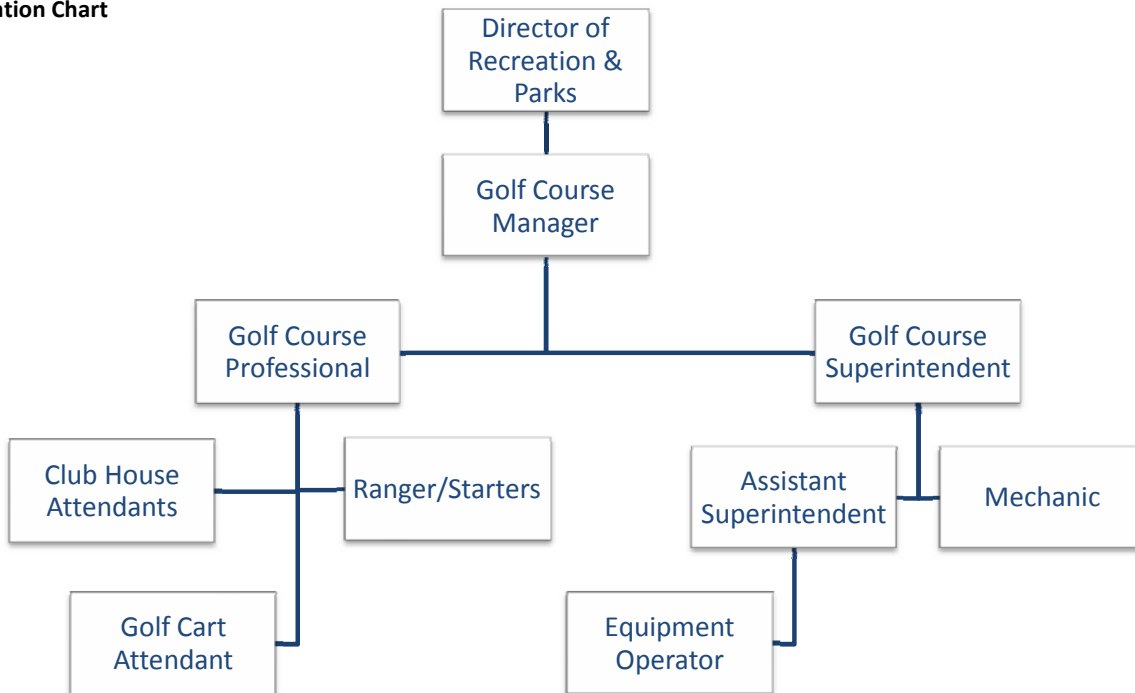 ation Chart
Director of
Recreation &
Parks
Golf Course
Manager
Golf Course
Professional
Golf Course
Superintendent
Club House
Attendants
Ranger/Starters
Assistant
Superintendent
Mechanic
Golf Cart
Attendant
Equipment
Operator